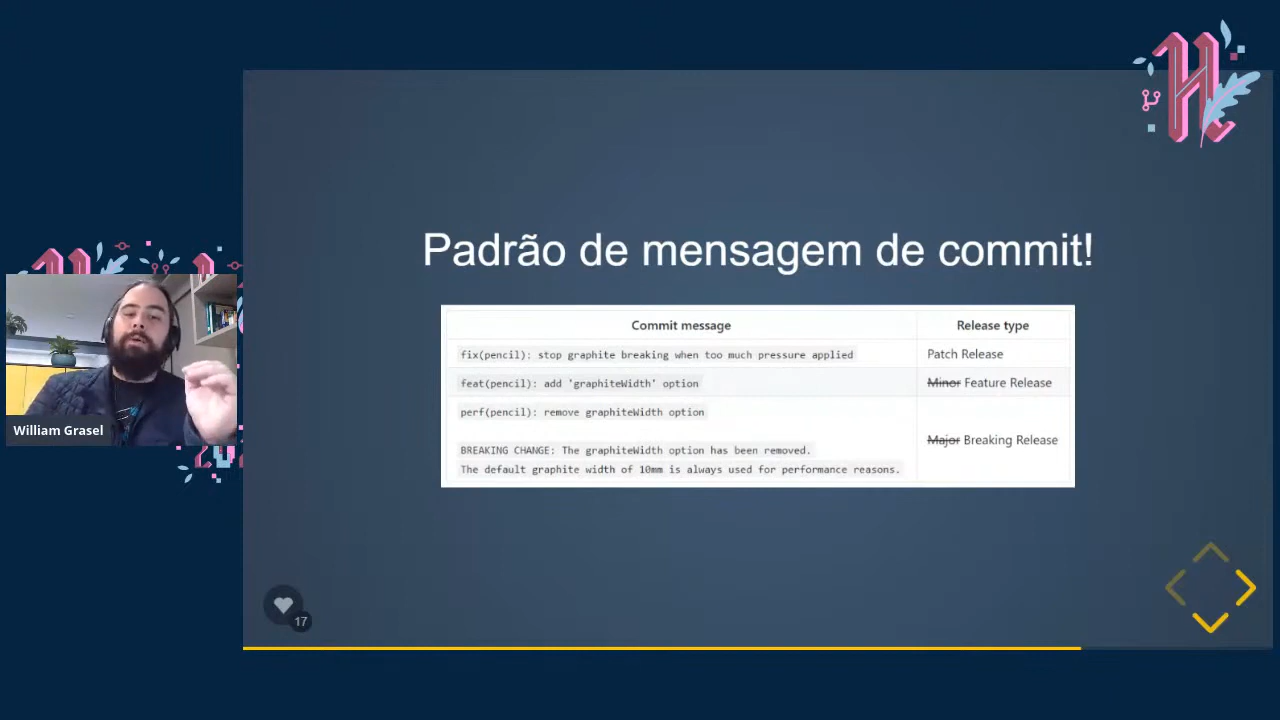 Padrão de mensagem de commit!
Commit message Release type
fix(pencil): stop graphite breaking when too much pressure applied Patch Release
feat(pencil): add 'graphiteWidth' option Minor Feature Release
perf(pencil): remove graphiteWidth option
BREAKING CHANGE: The graphiteWidth option has been removed.
The default graphite width of 10mm is always used for performance reasons.
Major Breaking Release
William Grasel
17
H